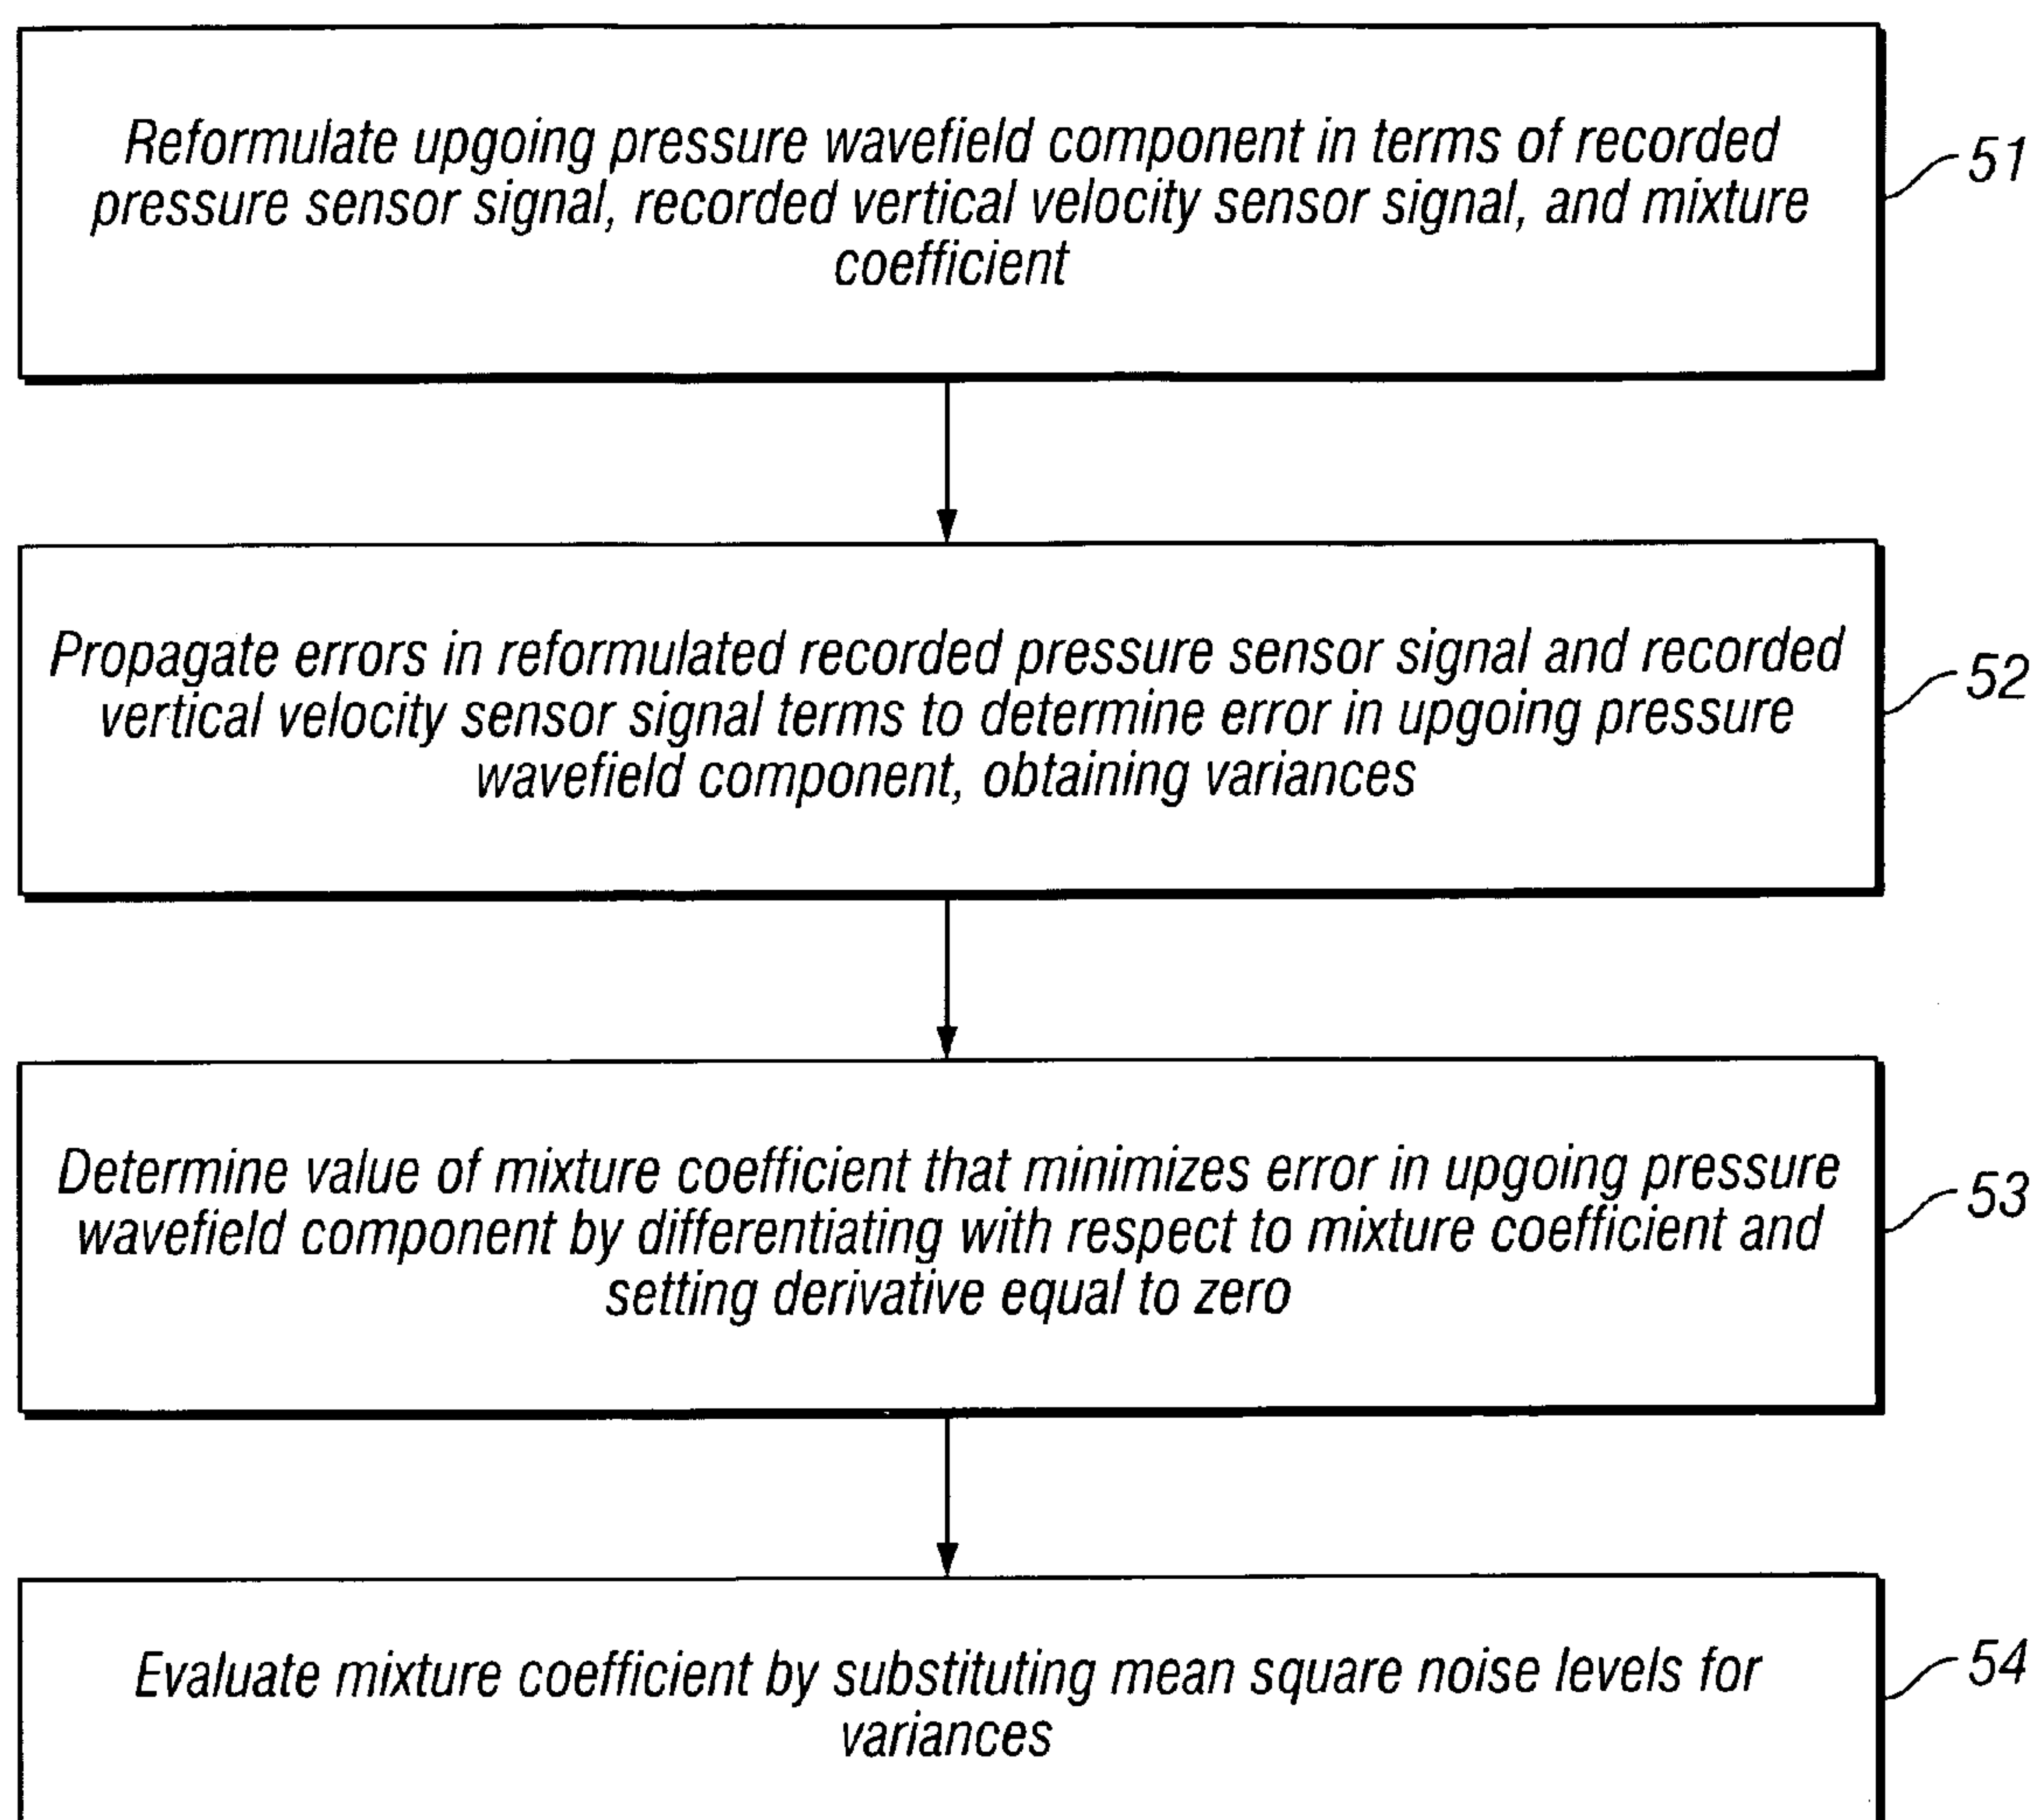 Reformulate upgoing pressure wavefield component in terms of recorded
pressure sensor signal, recorded vertical velocity sensor signal, and mixture
coefficient
51
Propagate errors in reformulated recorded pressure sensor signal and recorded
vertical velocity sensor signal terms to determine error in upgoing pressure
wavefield component, obtaining variances
52
Determine value of mixture coefficient that minimizes error in upgoing pressure
wavefield component by differentiating with respect to mixture coefficient and
setting derivative equal to zero
53
Evaluate mixture coefficient by substituting mean square noise levels for
variances
54